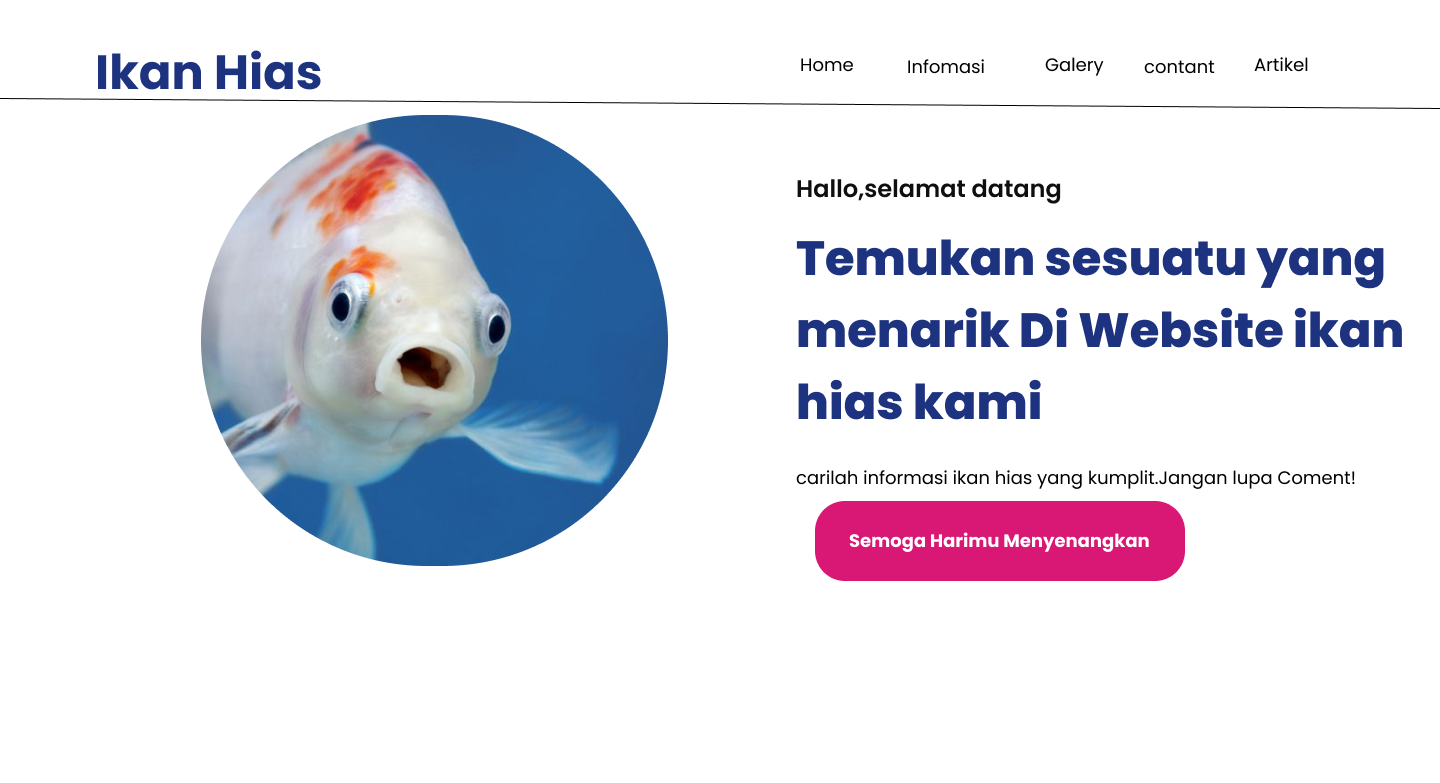 Ikan Hias
Home Infomasi Galery contant Artikel
Hallo,selamat datang
Temukan sesuatu yang
menarik Di Website ikan
hias kami
carilah informasi ikan hias yang kumplit.Jangan lupa Coment!
Semoga Harimu Menyenangkan